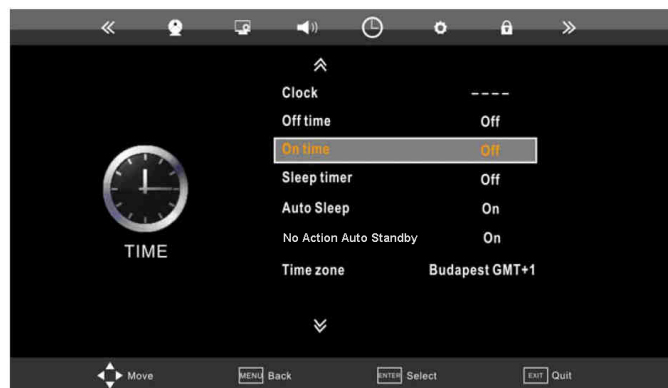 Clock ----
Off time Off
On time Off
Sleep timer Off
Auto Sleep On
No Action Auto Standby On
Time zone Budapest GMT+1
TIME
Move MENU Back ENTER Select EXIT Quit